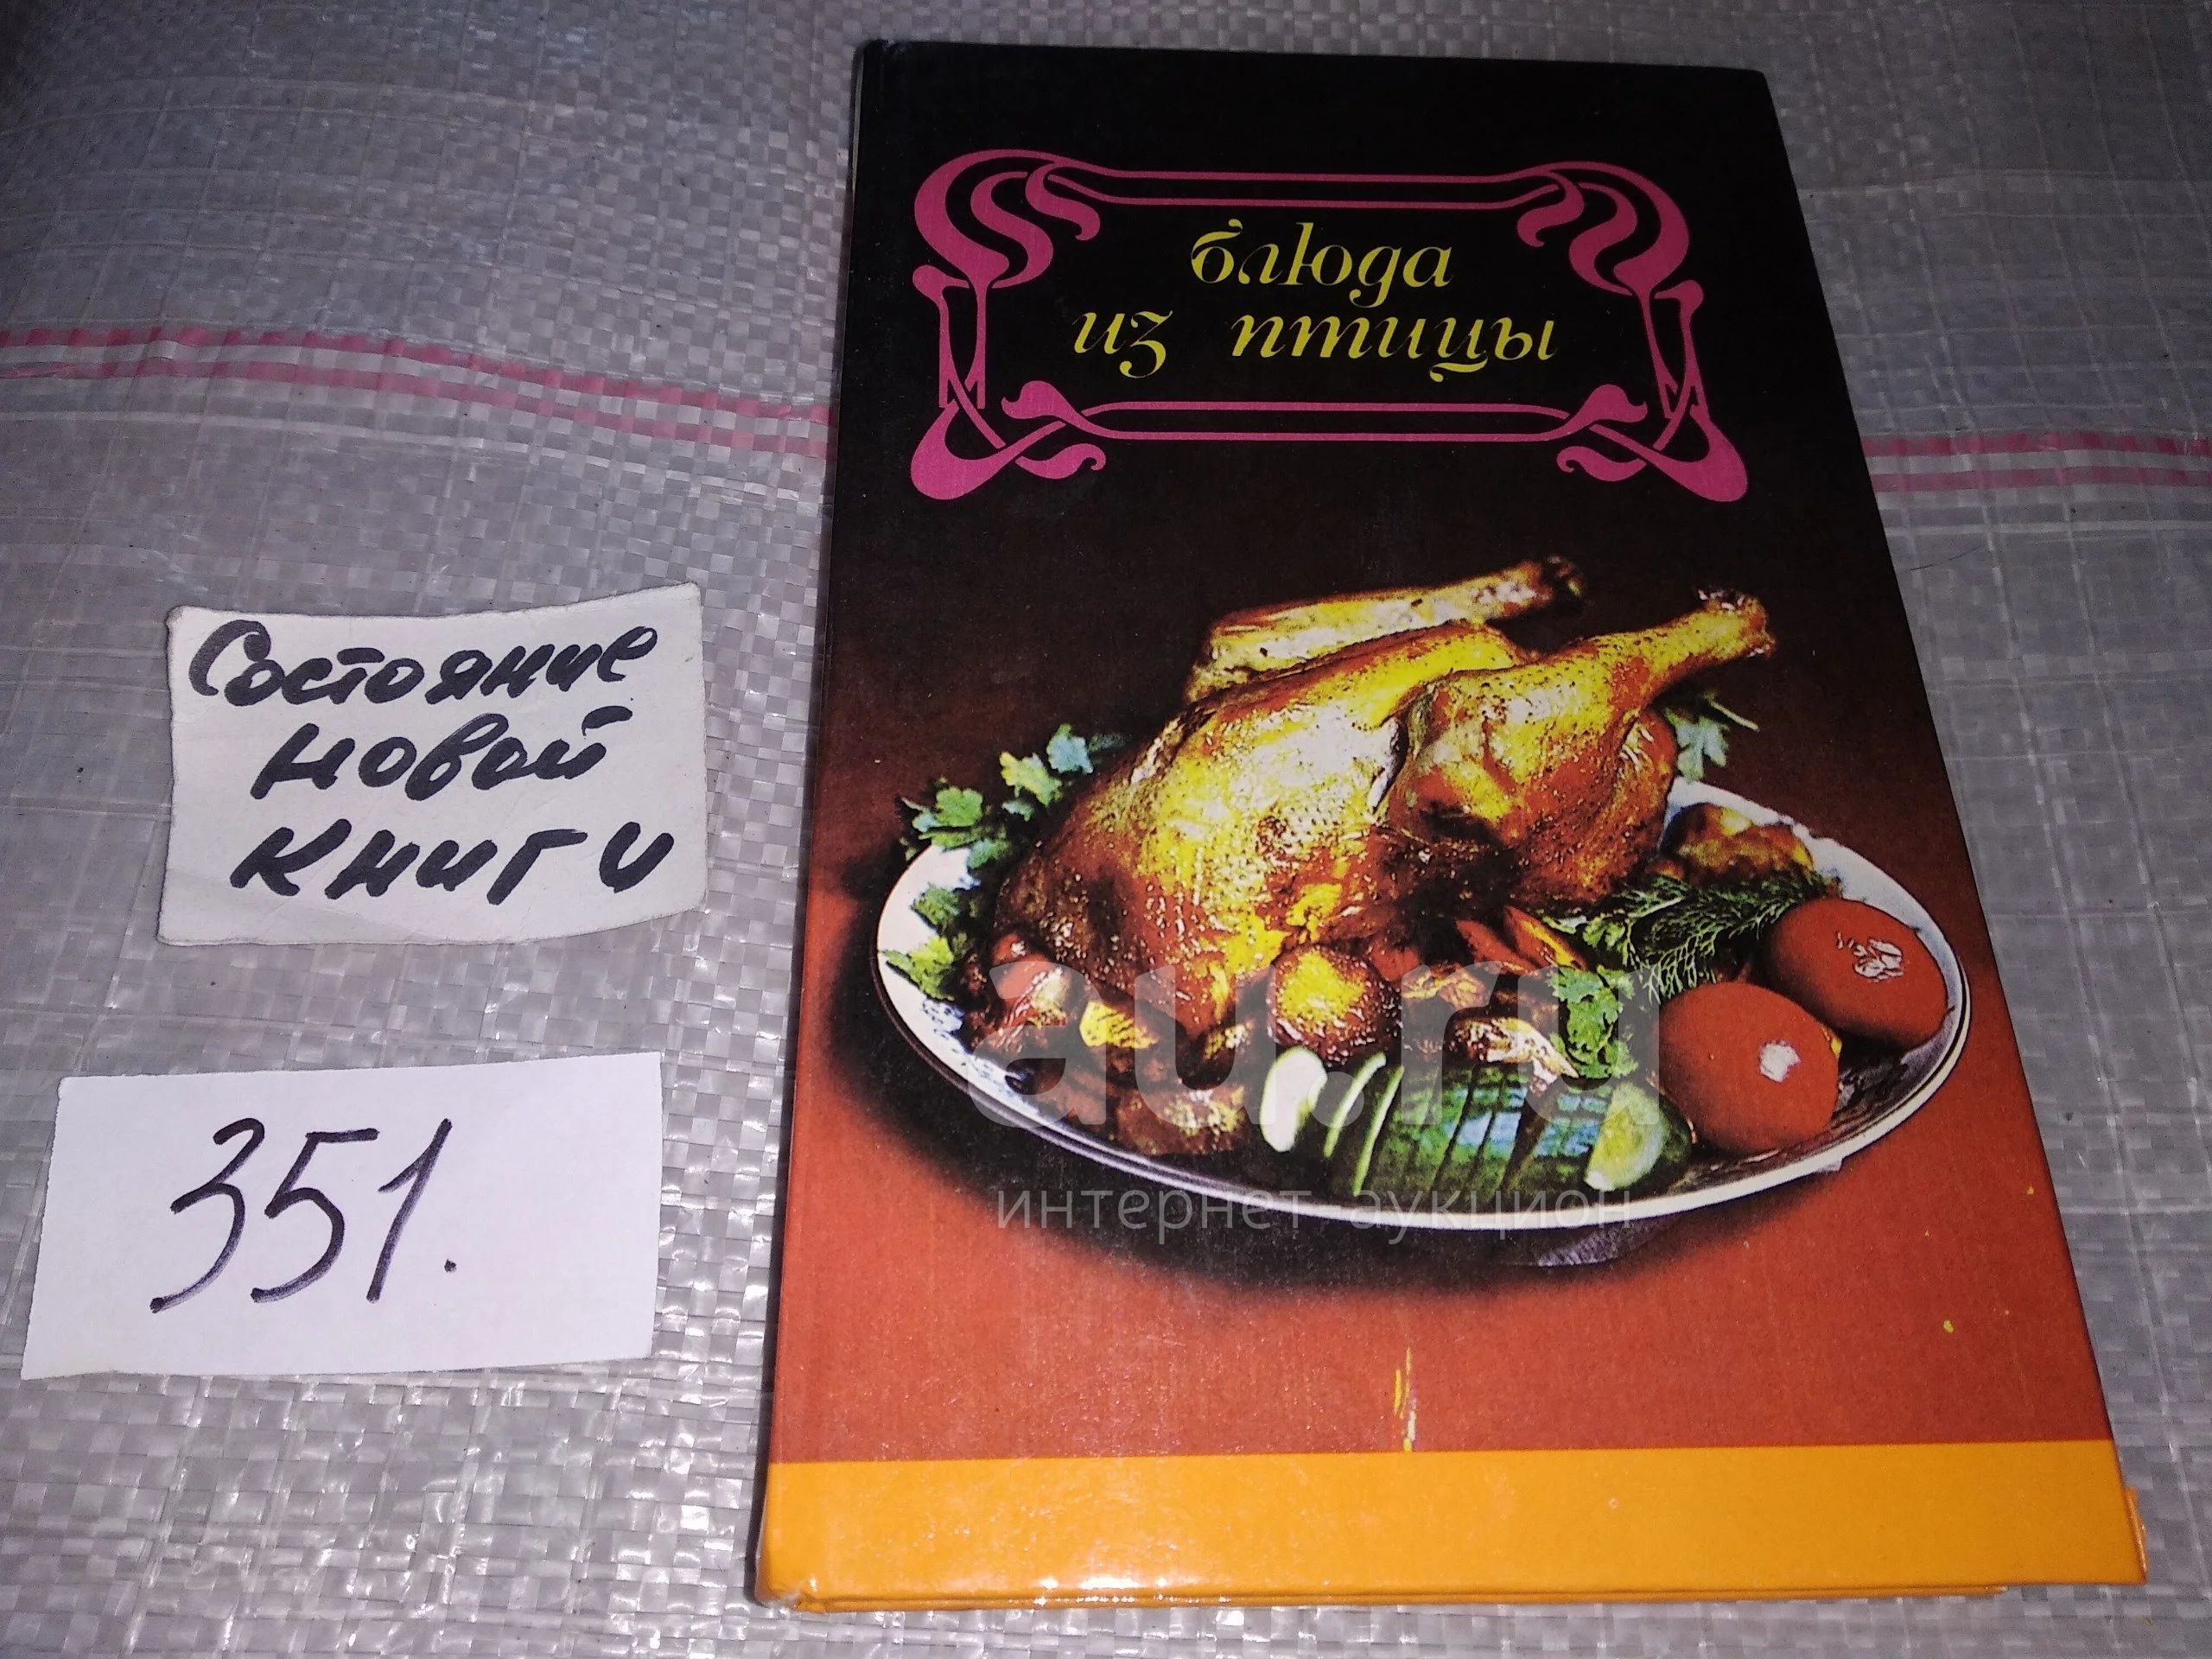 блюда
из птицы
Состояние
новой
книги
351.
au.ru
интернет-аукцион